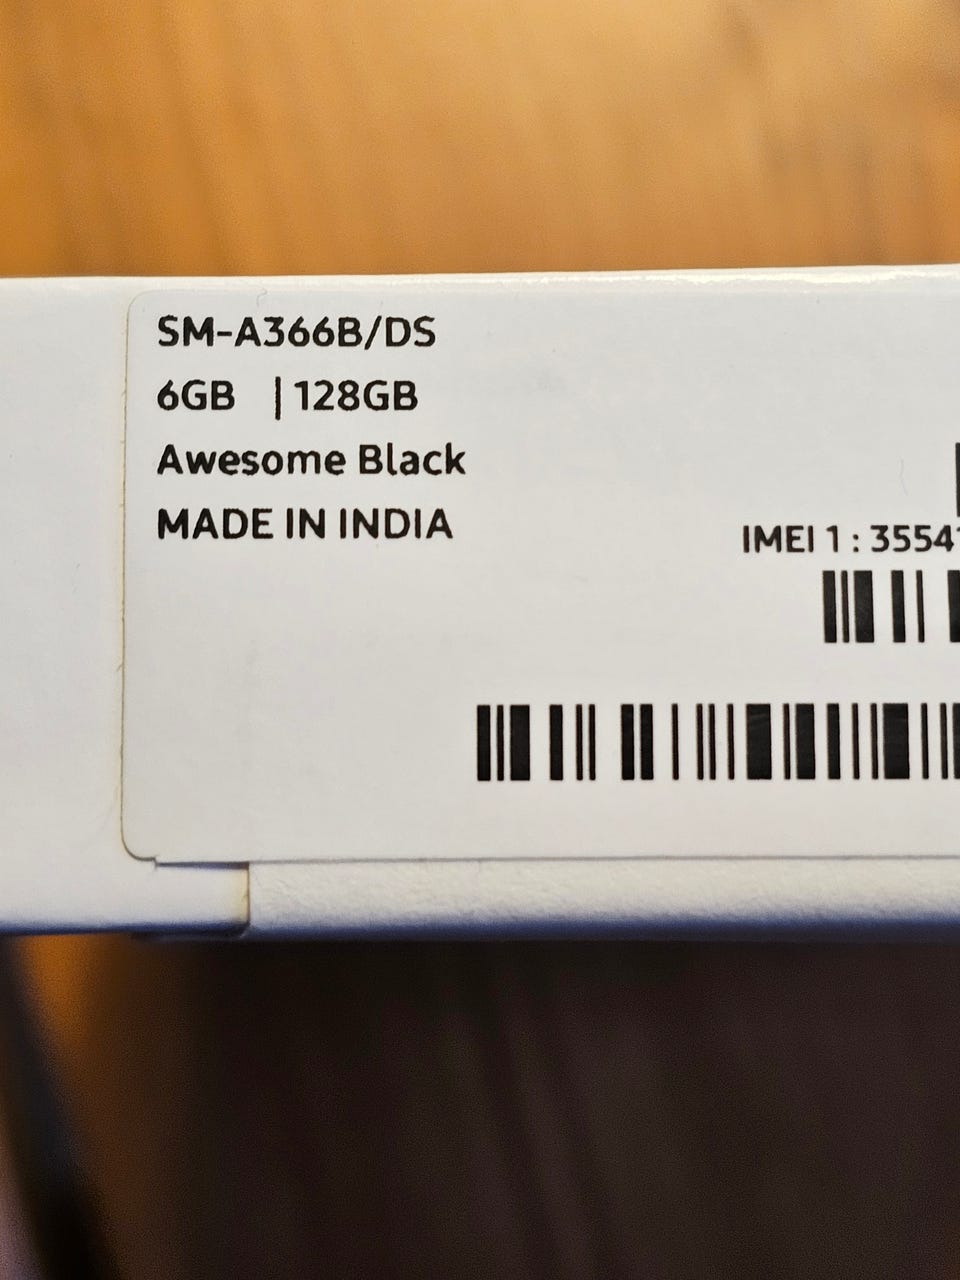 SM-A366B/DS
6GB | 128GB
Awesome Black
MADE IN INDIA
IMEI 1 : 3554